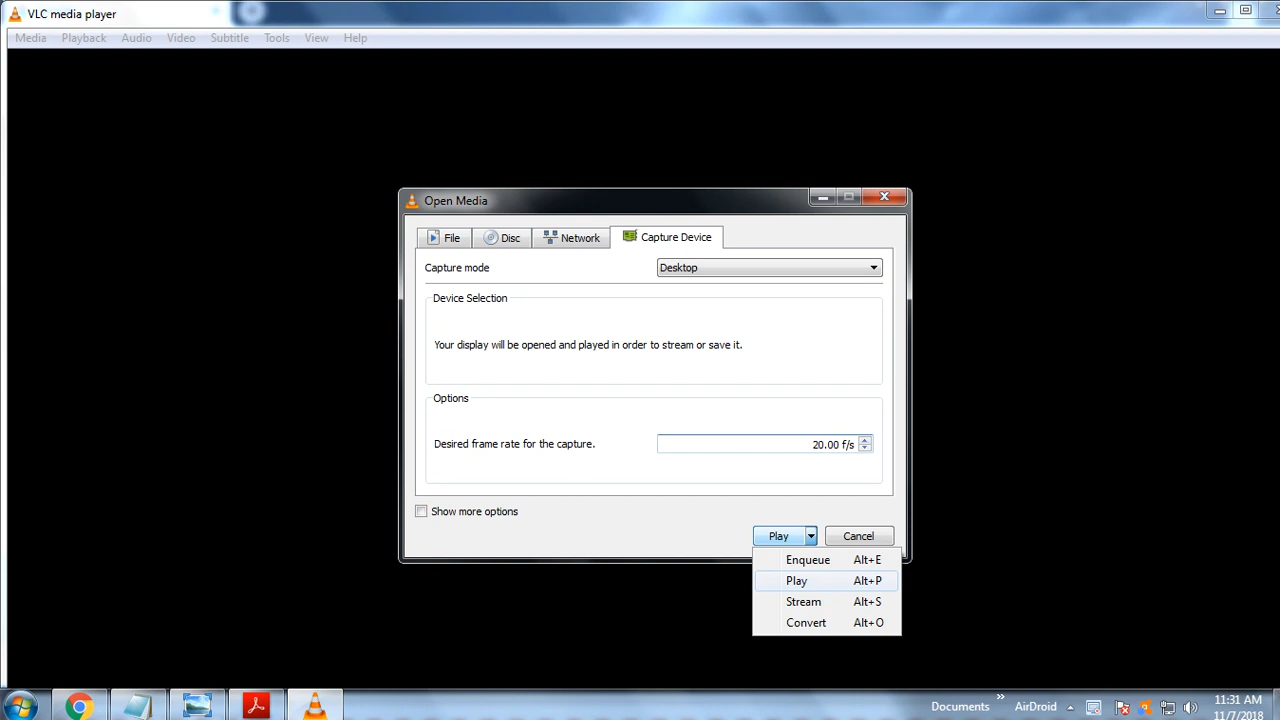 VLC media player
Media Playback Audio Video Subtitle Tools View Help
Open Media
File Disc Network Capture Device
Capture mode Desktop
Device Selection
Your display will be opened and played in order to stream or save it.
Options
Desired frame rate for the capture. 20.00 f/s
Show more options
Play Cancel
Enqueue Alt+E
Play Alt+P
Stream Alt+S
Convert Alt+O
Documents » AirDroid 11:31 AM
11/7/2018